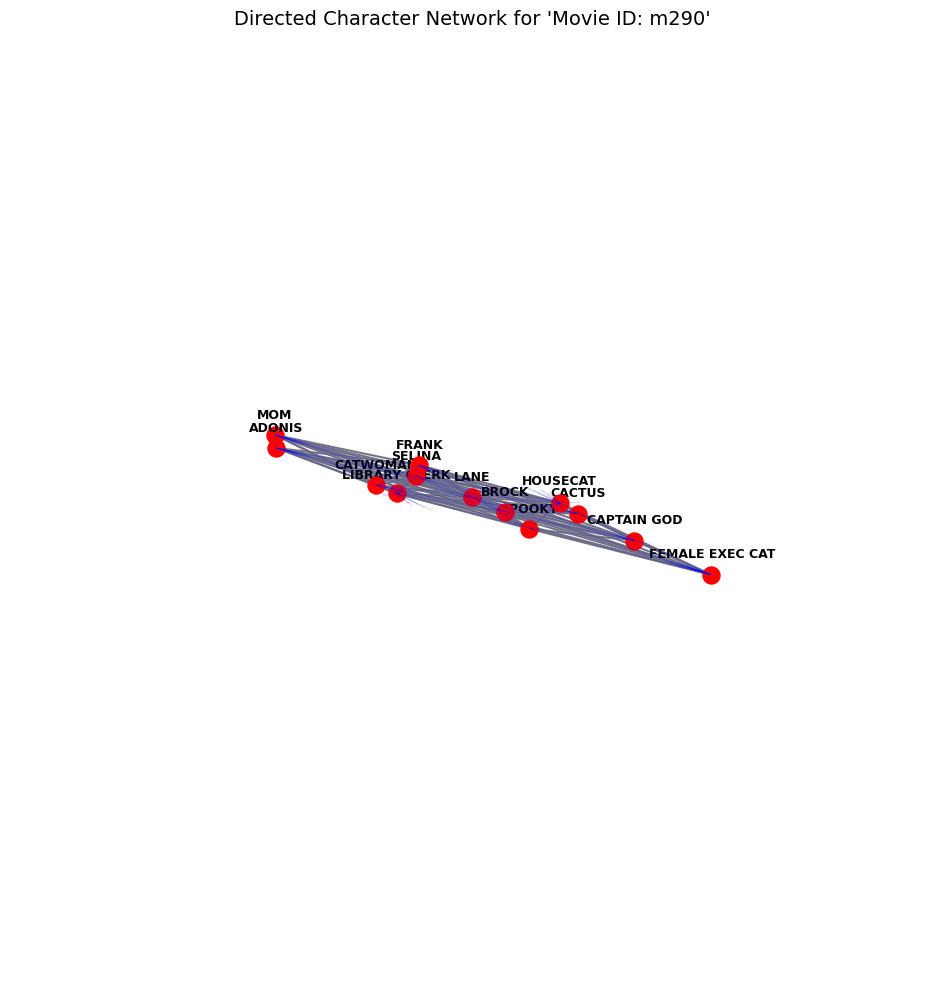 Directed Character Network for 'Movie ID: m290'
MOM
ADONIS
FRANK
SELINA
CATWOMAN
LIBRARY CLERK
LANE
HOUSECAT
BROCK
CACTUS
CAPTAIN GOD
FEMALE EXEC CAT